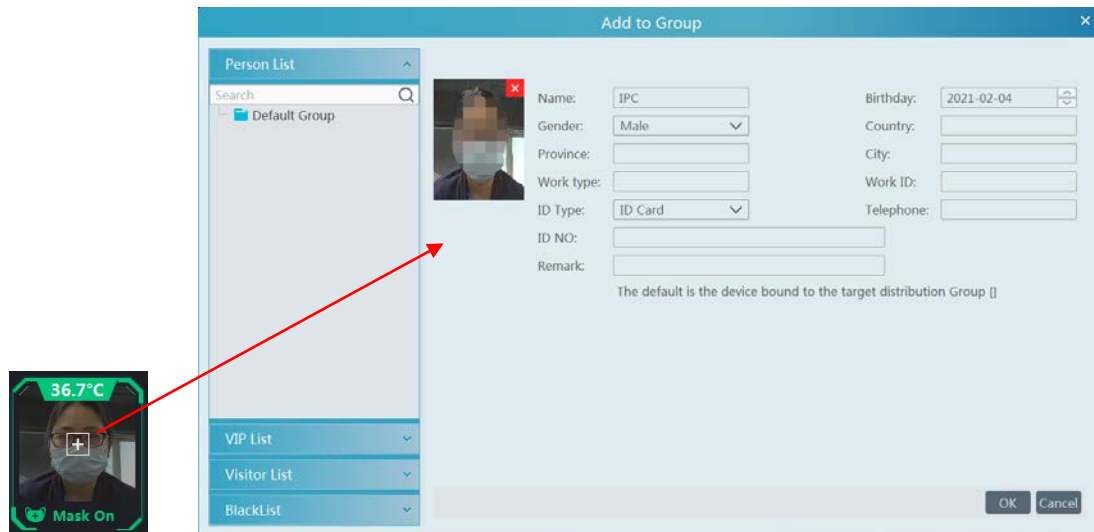 Add to Group
Person List
Search
Default Group
Name: IPC Birthday: 2021-02-04
Gender: Male Country:
Province: City:
Work type: Work ID:
ID Type: ID Card Telephone:
ID NO:
Remark:
The default is the device bound to the target distribution Group []
36.7°C
Mask On
VIP List
Visitor List
BlackList
OK Cancel